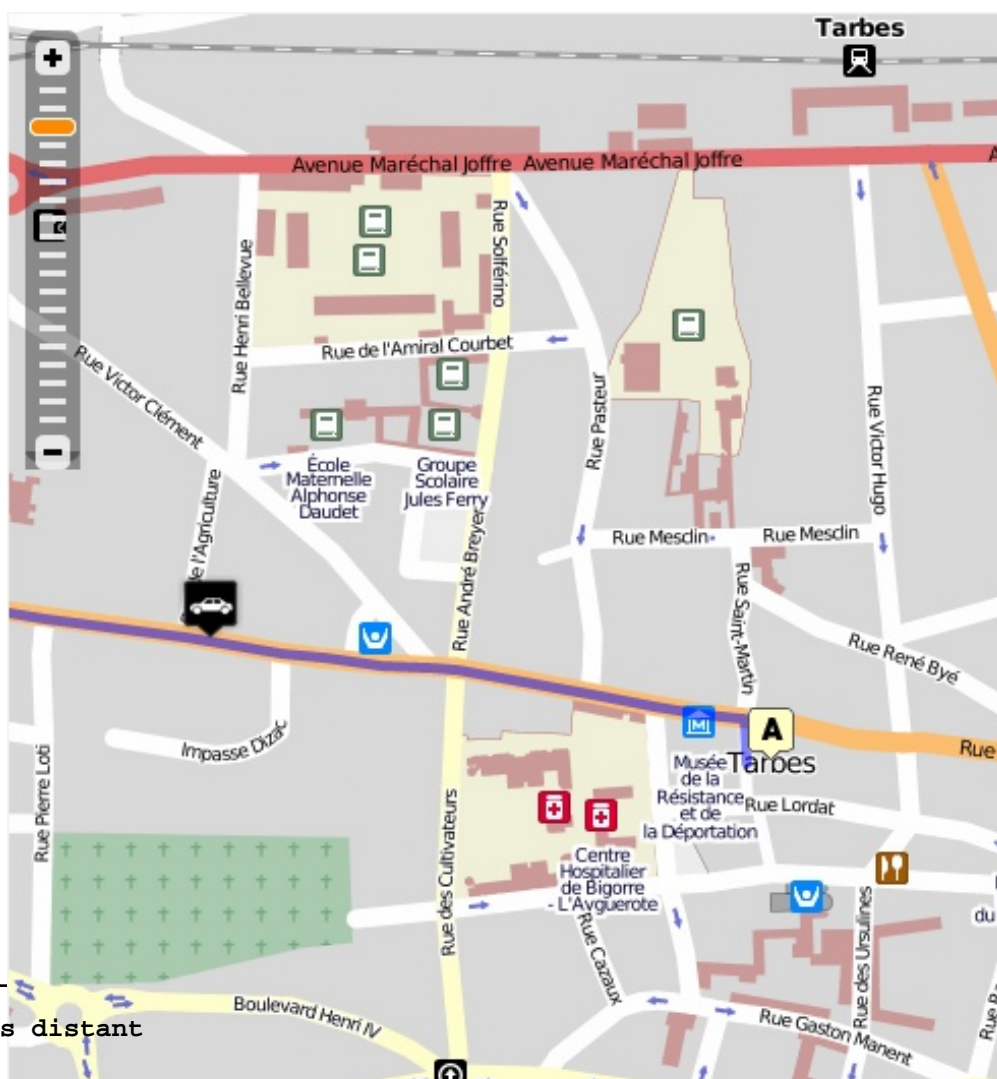 Tarbes
Avenue Maréchal Joffre
Avenue Maréchal Joffre
A
Rue Solférino
Rue Henri Bellevue
Rue de l'Amiral Courbet
Rue Victor Clément
Rue Pasteur
Rue Victor Hugo
École
Maternelle
Alphonse
Daudet
Groupe
Scolaire
Jules Ferry
de l'Agriculture
Rue André Breyer
Rue Mesclin
Rue Mesclin
Rue Saint-Martin
Rue René Byé
A
Tarbes
Rue
Impasse Dizac
Rue Pierre Loti
Musée
de la
Résistance
et de
la Déportation
Rue Lordat
Rue des Cultivateurs
Centre
Hospitalier
de Bigorre
- L'Ayguerote
Rue Cazaux
Rue des Ursulines
du
Boulevard Henri IV
Rue Gaston Manent
s distant